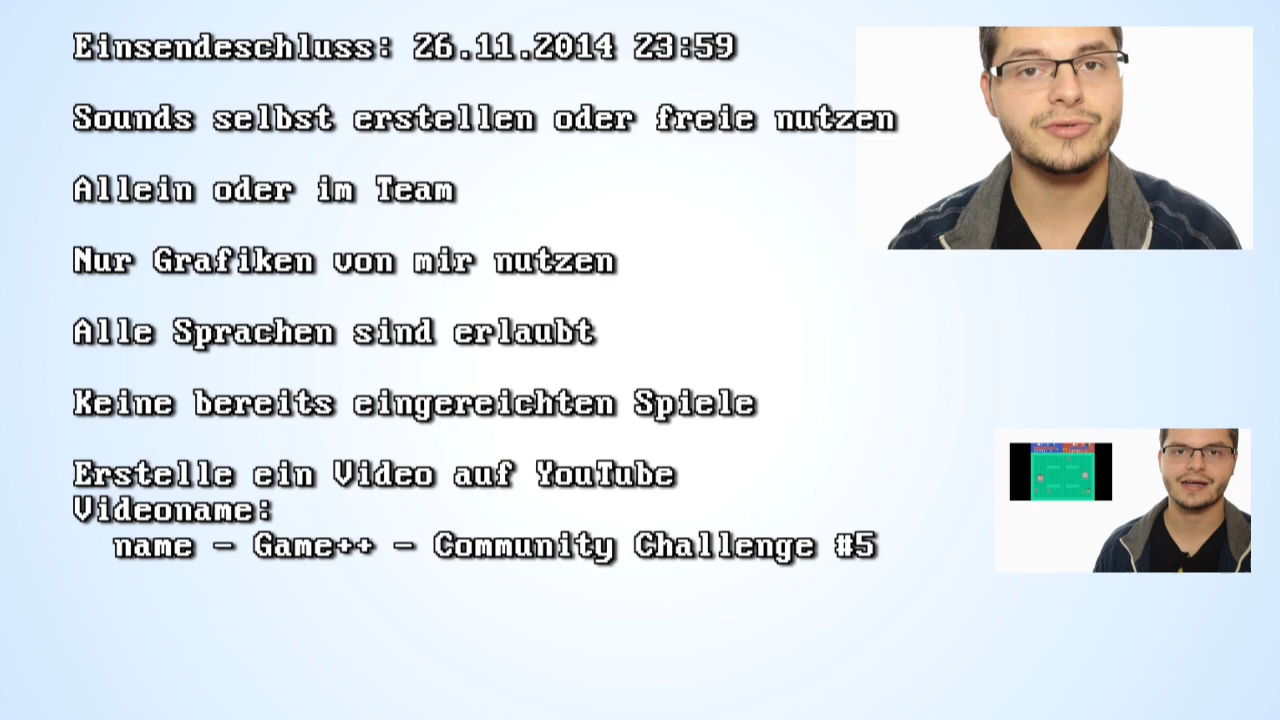 Einsendeschluss: 26.11.2014 23:59
Sounds selbst erstellen oder freie nutzen
Allein oder im Team
Nur Grafiken von mir nutzen
Alle Sprachen sind erlaubt
Keine bereits eingereichten Spiele
Erstelle ein Video auf YouTube
Videoname:
name - Game++ - Community Challenge #5